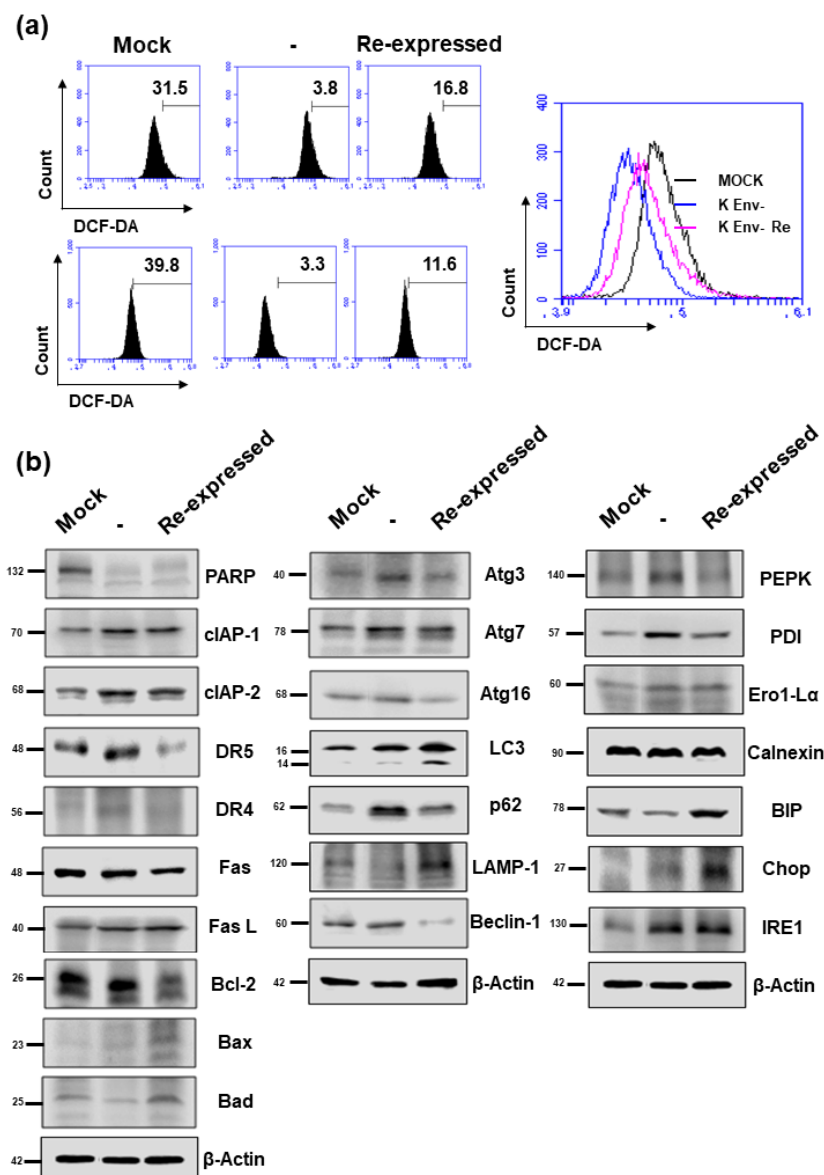 (a)
Mock - Re-expressed
31.5 3.8 16.8
Count
DCF-DA
39.8 3.3 11.6
Count
DCF-DA
400
300
200
100
0
MOCK
K Env-
K Env- Re
Count
3.9 5 6.1
DCF-DA
(b)
Mock - Re-expressed
132 PARP
70 cIAP-1
68 cIAP-2
48 DR5
56 DR4
48 Fas
40 Fas L
26 Bcl-2
23 Bax
25 Bad
42 β-Actin
Mock - Re-expressed
40 Atg3
78 Atg7
68 Atg16
16 LC3
14
62 p62
120 LAMP-1
60 Beclin-1
42 β-Actin
Mock - Re-expressed
140 PEPK
57 PDI
60 Ero1-Lα
90 Calnexin
78 BIP
27 Chop
130 IRE1
42 β-Actin